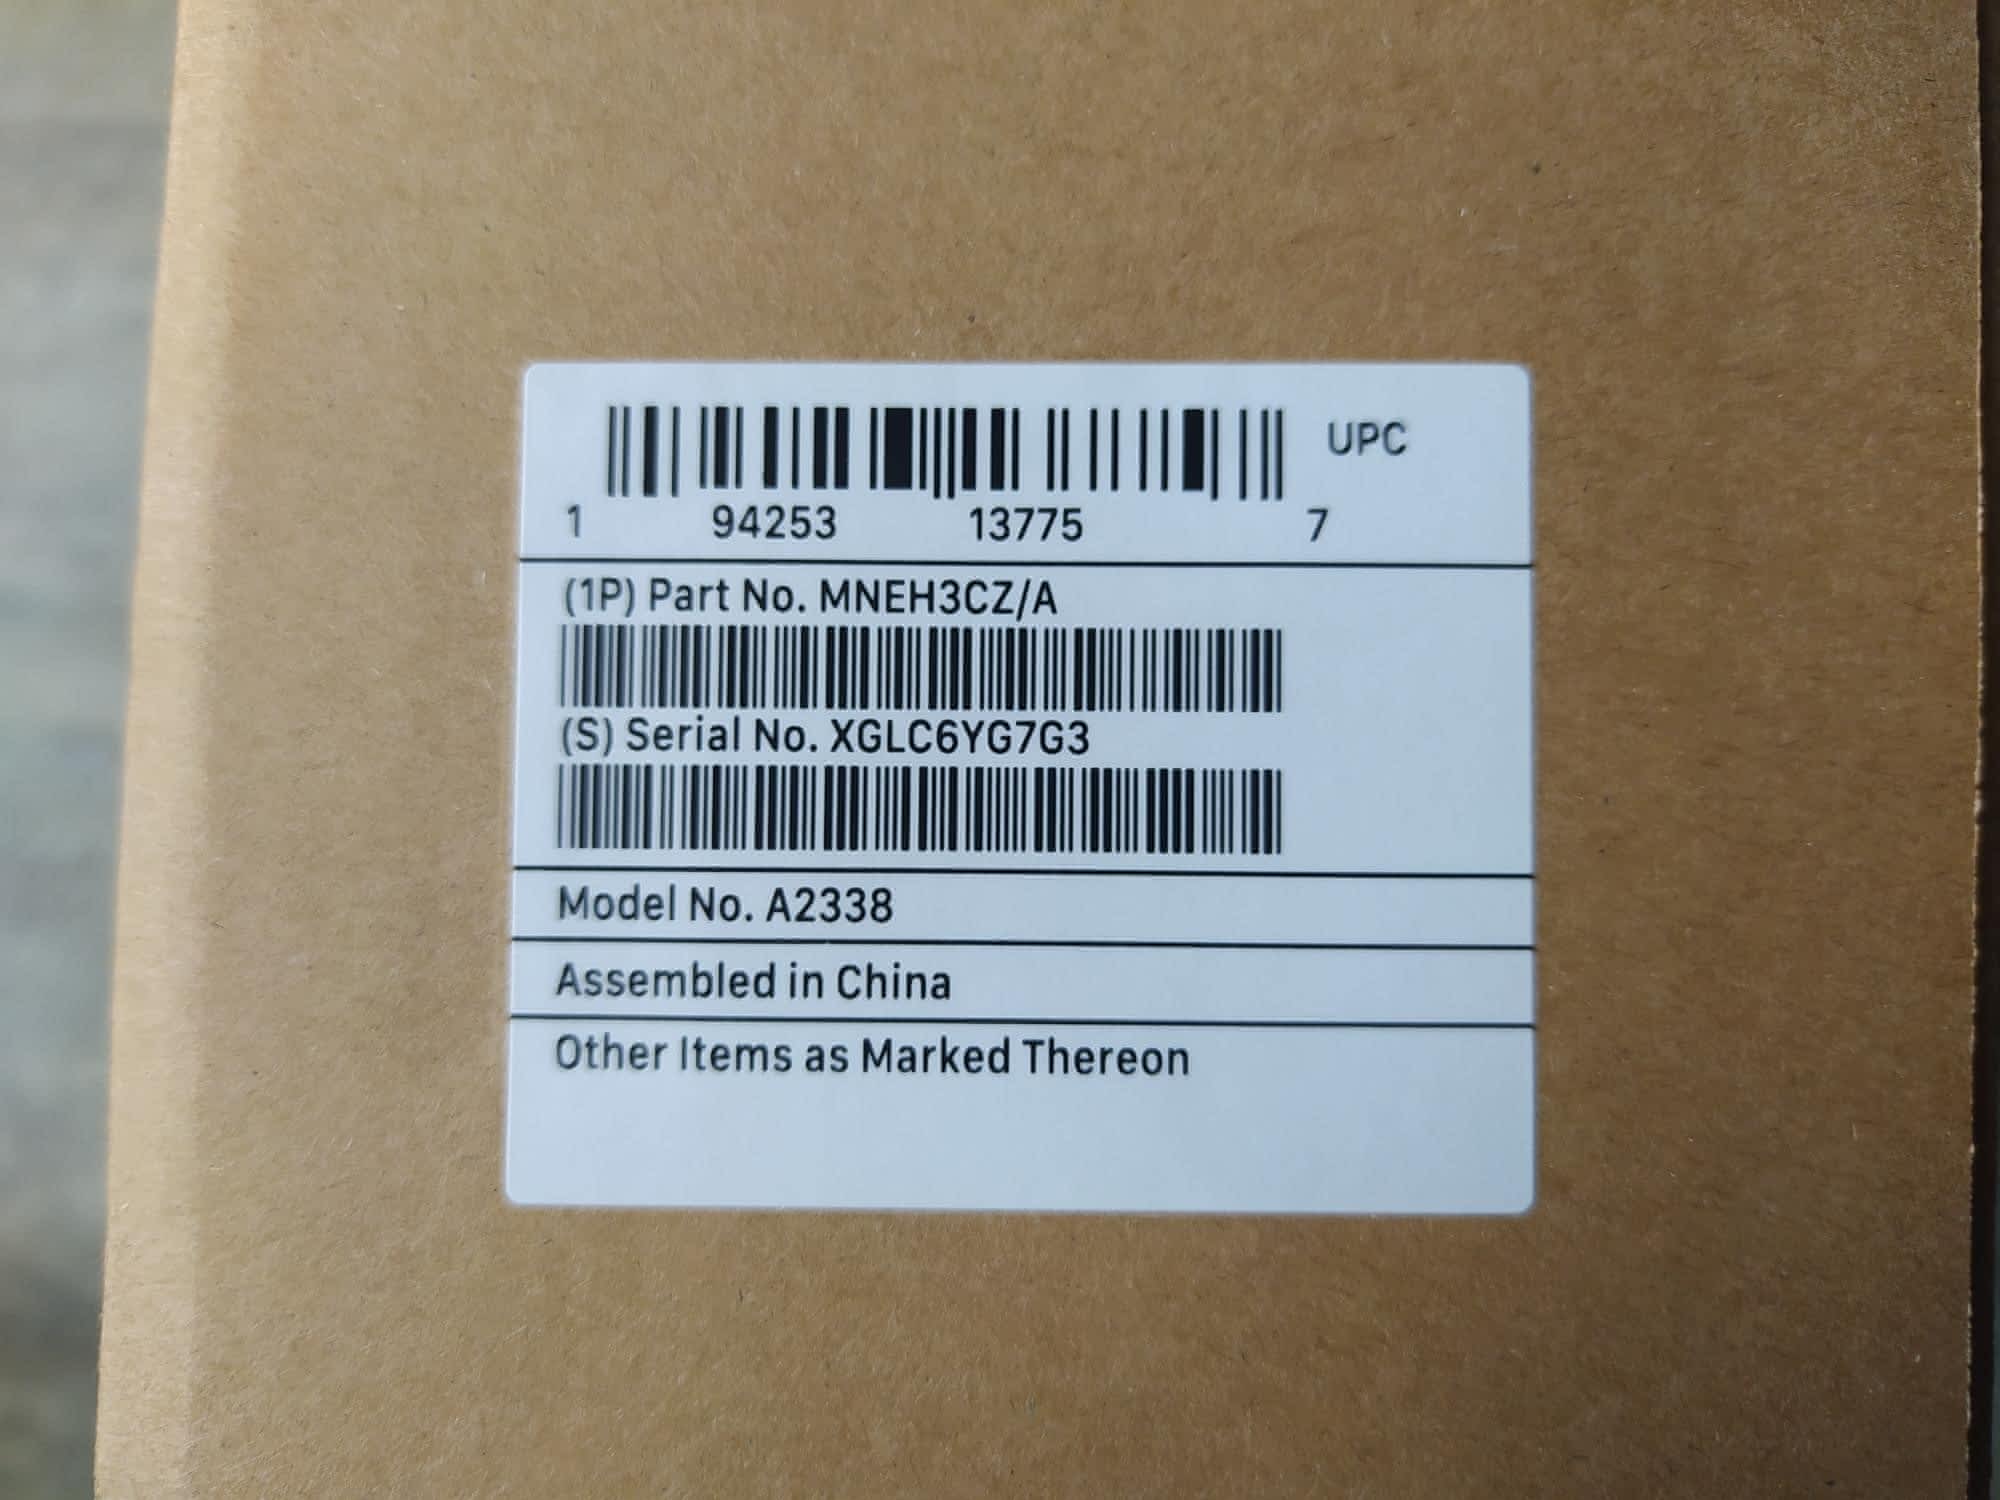 UPC
1 94253 13775 7
(1P) Part No. MNEH3CZ/A
(S) Serial No. XGLC6YG7G3
Model No. A2338
Assembled in China
Other Items as Marked Thereon